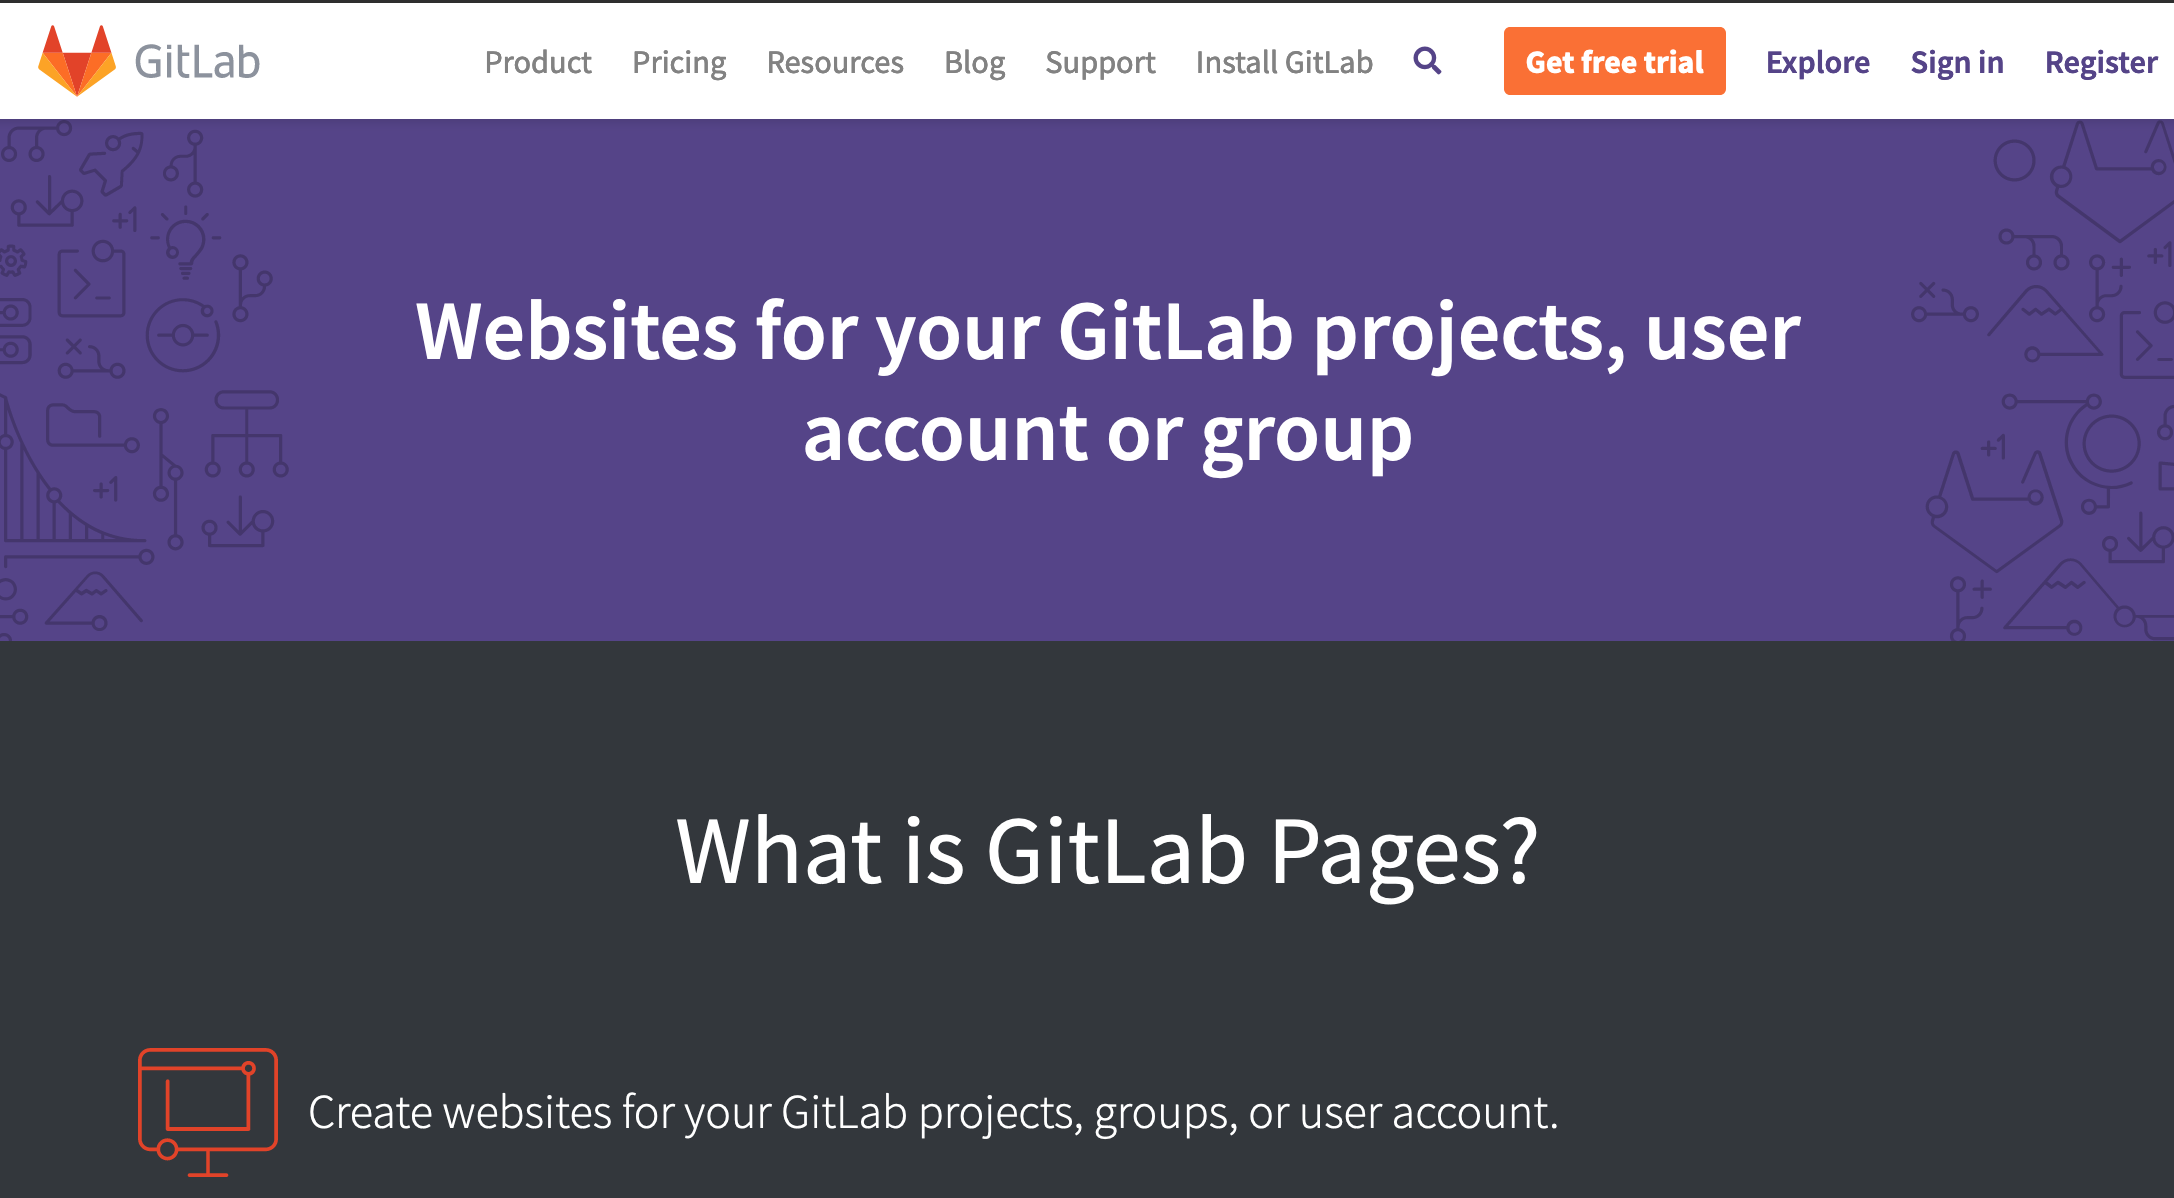 GitLab Product Pricing Resources Blog Support Install GitLab Get free trial Explore Sign in Register
+1
+1
Websites for your GitLab projects, user
account or group
+1
+1
What is GitLab Pages?
Create websites for your GitLab projects, groups, or user account.